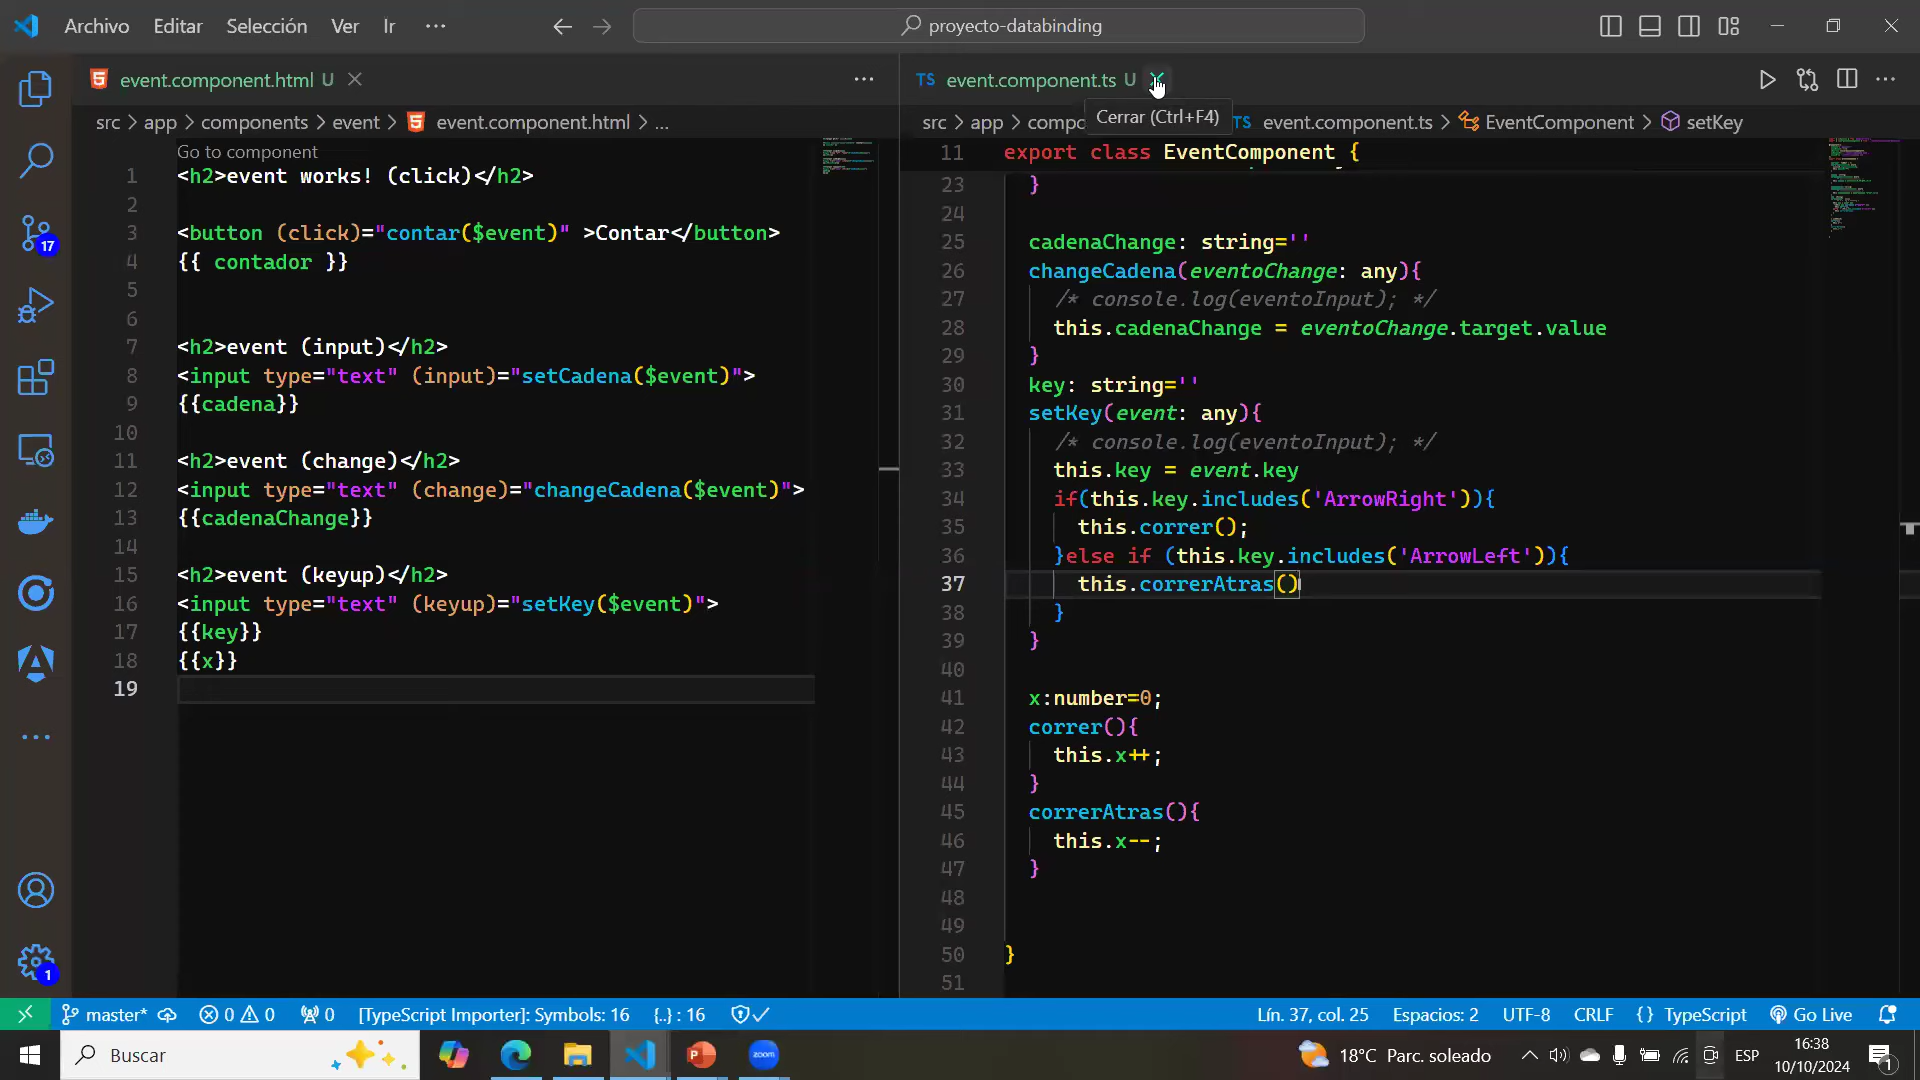 Archivo Editar Selección Ver Ir ··· proyecto-databinding
event.component.html U
TS event.component.ts U
Cerrar (Ctrl+F4)
src > app > components > event > event.component.html > ...
src > app > compo TS event.component.ts > EventComponent > setKey
Go to component
1 <h2>event works! (click)</h2>
2
3 <button (click)="contar($event)" >Contar</button>
4 {{ contador }}
5
6
7 <h2>event (input)</h2>
8 <input type="text" (input)="setCadena($event)">
9 {{cadena}}
10
11 <h2>event (change)</h2>
12 <input type="text" (change)="changeCadena($event)">
13 {{cadenaChange}}
14
15 <h2>event (keyup)</h2>
16 <input type="text" (keyup)="setKey($event)">
17 {{key}}
18 {{x}}
19
11 export class EventComponent {
23 }
24
25 cadenaChange: string=''
26 changeCadena(eventoChange: any){
27 /* console.log(eventoInput); */
28 this.cadenaChange = eventoChange.target.value
29 }
30 key: string=''
31 setKey(event: any){
32 /* console.log(eventoInput); */
33 this.key = event.key
34 if(this.key.includes('ArrowRight')){
35 this.correr();
36 }else if (this.key.includes('ArrowLeft')){
37 this.correrAtras()
38 }
39 }
40
41 x:number=0;
42 correr(){
43 this.x++;
44 }
45 correrAtras(){
46 this.x--;
47 }
48
49
50 }
51
17
1
master* 0 0 0 [TypeScript Importer]: Symbols: 16 {..} : 16 Lín. 37, col. 25 Espacios: 2 UTF-8 CRLF {} TypeScript Go Live
Buscar zoom 18°C Parc. soleado ESP 16:38
10/10/2024 1